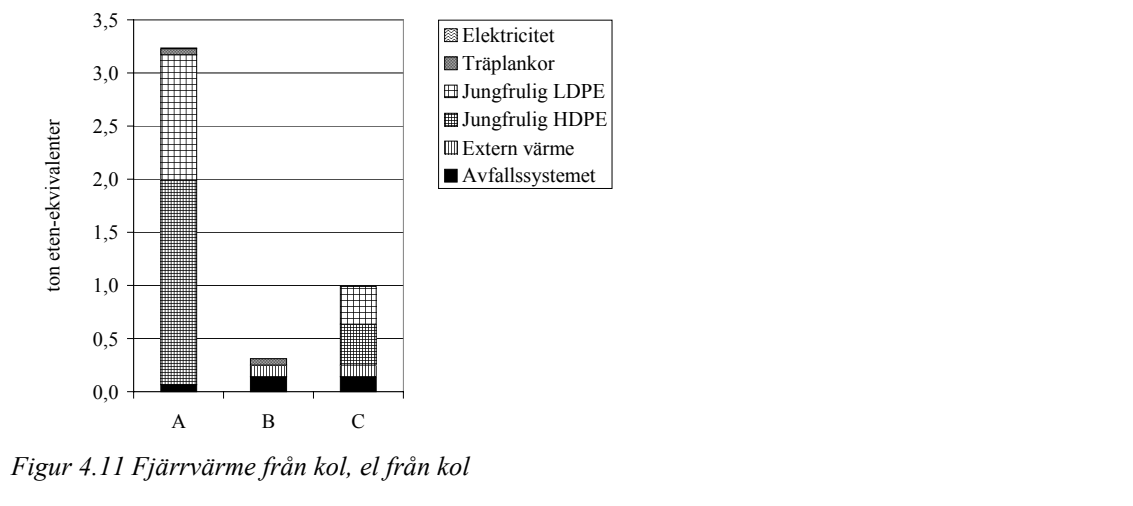 3,5
3,0
2,5
2,0
1,5
1,0
0,5
0,0
ton eten-ekvivalenter
A B C
Elektricitet
Träplankor
Jungfrulig LDPE
Jungfrulig HDPE
Extern värme
Avfallssystemet
Figur 4.11 Fjärrvärme från kol, el från kol